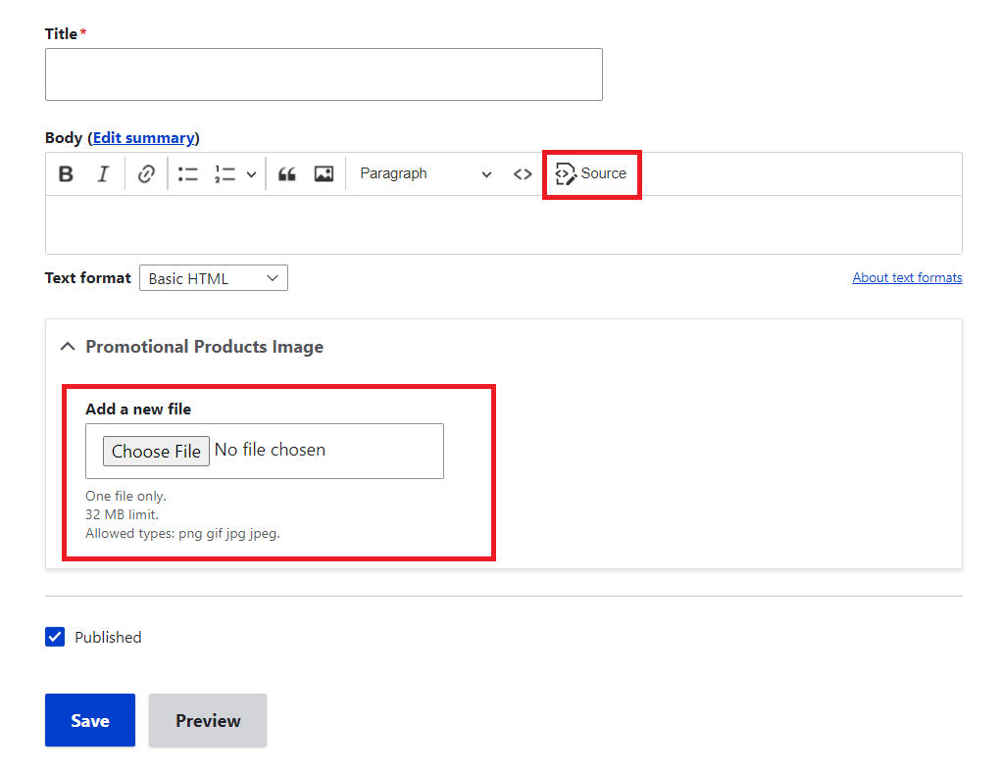 Title*
Body (Edit summary)
B I Paragraph <> Source
Text format Basic HTML About text formats
Promotional Products Image
Add a new file
Choose File No file chosen
One file only.
32 MB limit.
Allowed types: png gif jpg jpeg.
Published
Save Preview